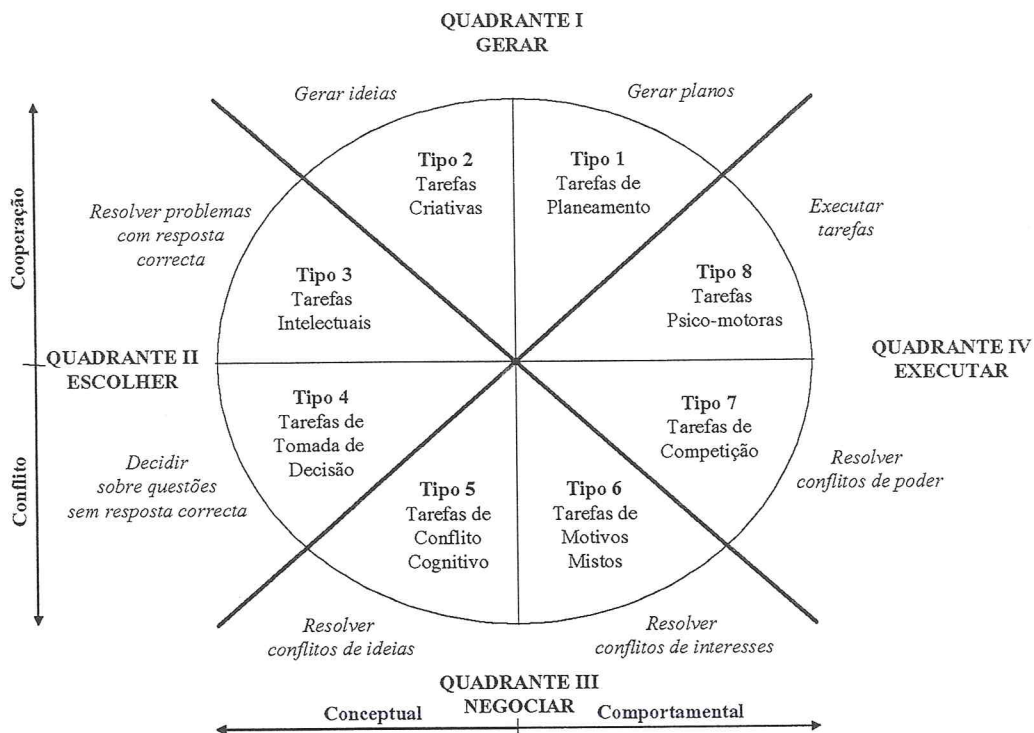 QUADRANTE I
GERAR
Gerar ideias
Gerar planos
Tipo 2
Tarefas
Criativas
Tipo 1
Tarefas de
Planeamento
Resolver problemas
com resposta
correcta
Executar
tarefas
Cooperação
Tipo 3
Tarefas
Intelectuais
Tipo 8
Tarefas
Psico-motoras
QUADRANTE II
ESCOLHER
QUADRANTE IV
EXECUTAR
Conflito
Tipo 4
Tarefas de
Tomada de
Decisão
Tipo 7
Tarefas de
Competição
Decidir
sobre questões
sem resposta correcta
Resolver
conflitos de poder
Tipo 5
Tarefas de
Conflito
Cognitivo
Tipo 6
Tarefas de
Motivos
Mistos
Resolver
conflitos de ideias
Resolver
conflitos de interesses
QUADRANTE III
NEGOCIAR
Conceptual
Comportamental